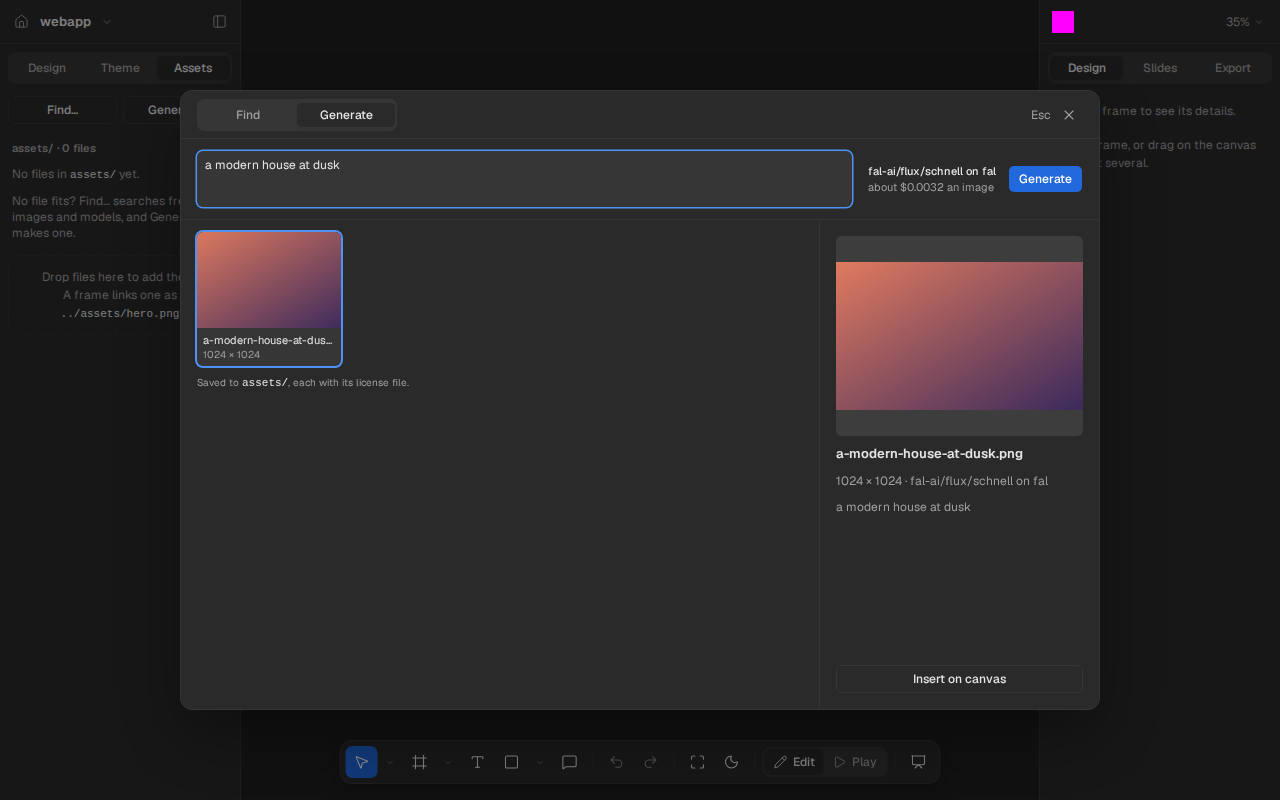 webapp
35%
Design Theme Assets
Design Slides Export
Find…
assets/ · 0 files
No files in assets/ yet.
No file fits? Find… searches
images and models, and
makes one.
Drop files here to add
A frame links one as
../assets/hero.png
frame to see its details.
or drag on the canvas
several.
Find Generate
Esc
a modern house at dusk
fal-ai/flux/schnell on fal
about $0.0032 an image
Generate
a-modern-house-at-dus…
1024 × 1024
Saved to assets/, each with its license file.
a-modern-house-at-dusk.png
1024 × 1024 · fal-ai/flux/schnell on fal
a modern house at dusk
Insert on canvas
Edit Play